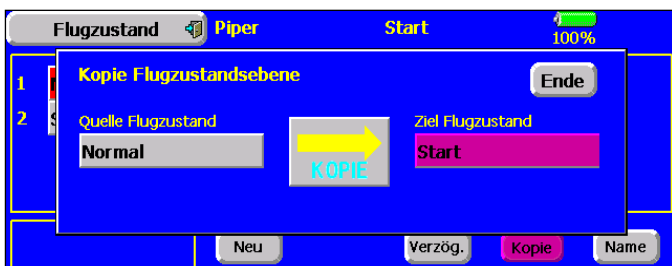 Flugzustand Piper Start 100%
Kopie Flugzustandsebene Ende
1
2
Quelle Flugzustand Ziel Flugzustand
Normal KOPIE Start
Neu Verzög. Kopie Name